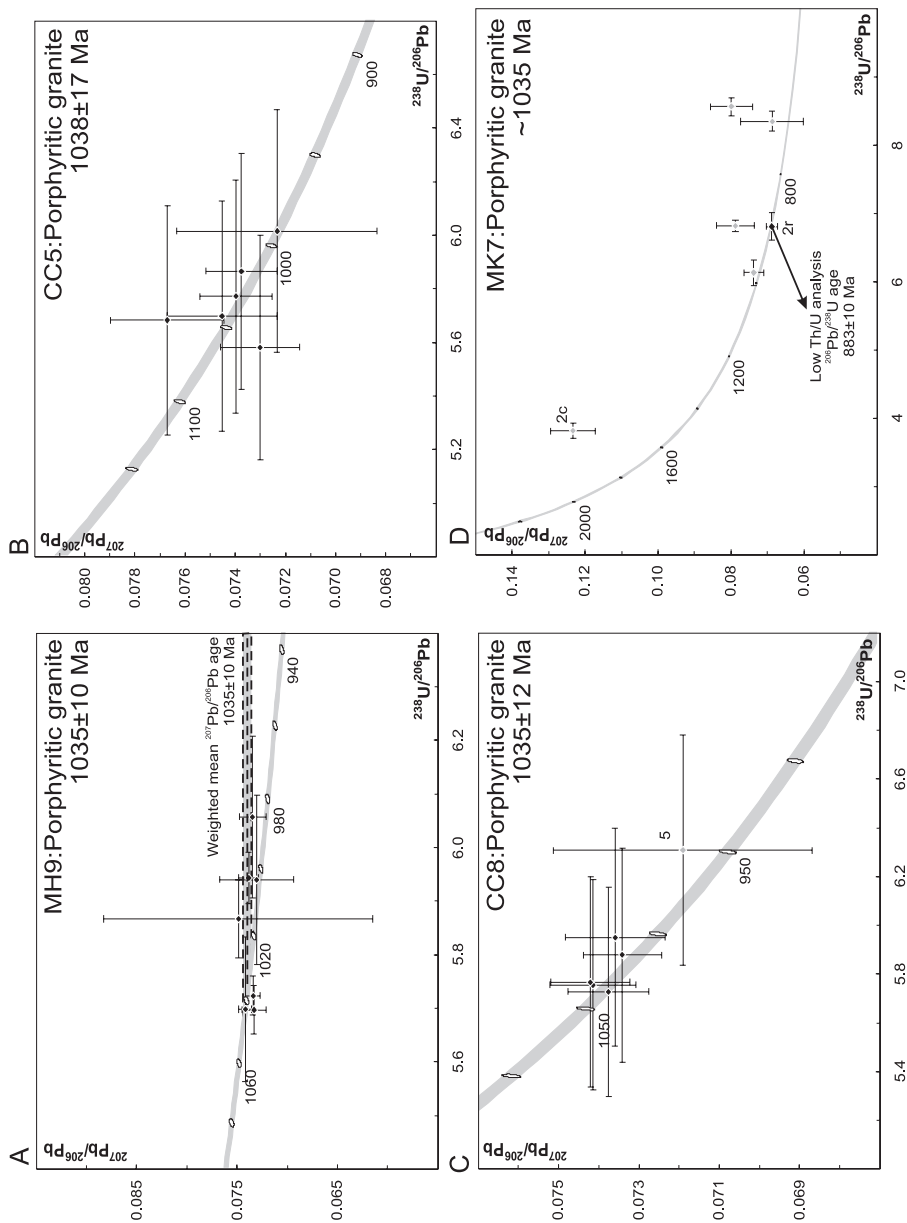 A
MH9:Porphyritic granite
1035±10 Ma
²⁰⁷Pb/²⁰⁶Pb
Weighted mean ²⁰⁷Pb/²⁰⁶Pb age
1035±10 Ma
0.085
0.075
0.065
1060
1020
980
940
²³⁸U/²⁰⁶Pb
5.6
5.8
6.0
6.2
B
CC5:Porphyritic granite
1038±17 Ma
²⁰⁷Pb/²⁰⁶Pb
0.080
0.078
0.076
0.074
0.072
0.070
0.068
1100
1000
900
²³⁸U/²⁰⁶Pb
5.2
5.6
6.0
6.4
C
CC8:Porphyritic granite
1035±12 Ma
²⁰⁷Pb/²⁰⁶Pb
0.075
0.073
0.071
0.069
1050
5
950
²³⁸U/²⁰⁶Pb
5.4
5.8
6.2
6.6
7.0
D
MK7:Porphyritic granite
~1035 Ma
²⁰⁷Pb/²⁰⁶Pb
0.14
0.12
0.10
0.08
0.06
2000
1600
1200
800
2c
2r
Low Th/U analysis
²⁰⁶Pb/²³⁸U age
883±10 Ma
²³⁸U/²⁰⁶Pb
4
6
8